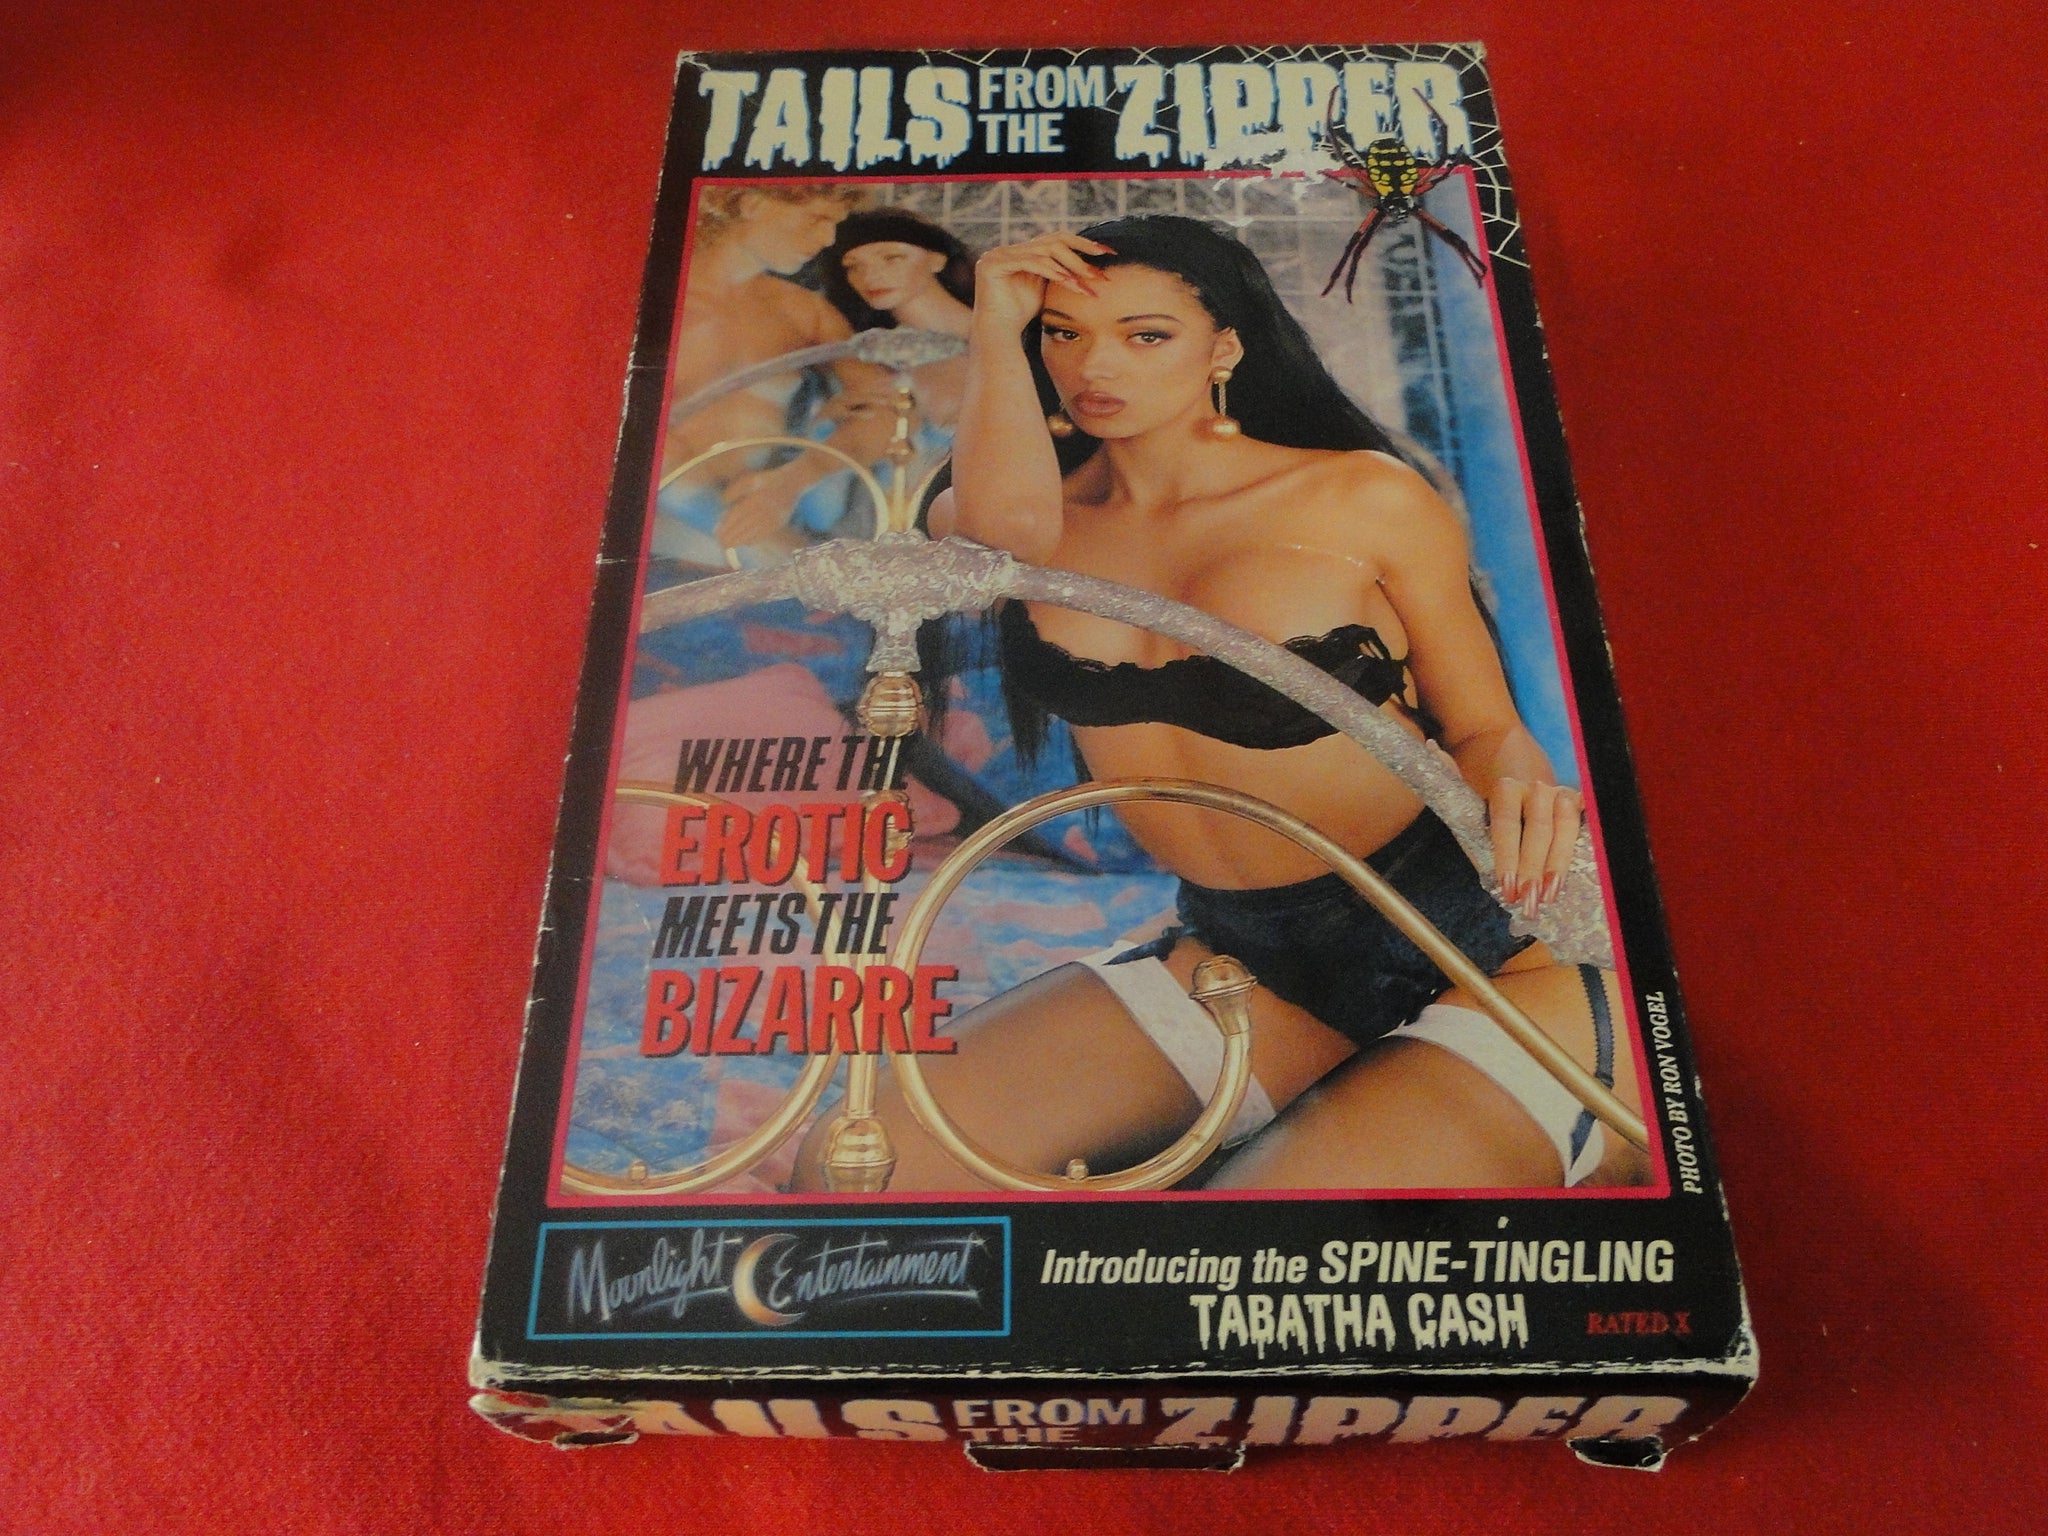 TAILS FROM THE ZIPPER
WHERE THE
EROTIC
MEETS THE
BIZARRE
PHOTO BY RON VOGEL
Moonlight Entertainment
Introducing the SPINE-TINGLING
TABATHA CASH
RATED X
TAILS FROM THE ZIPPER